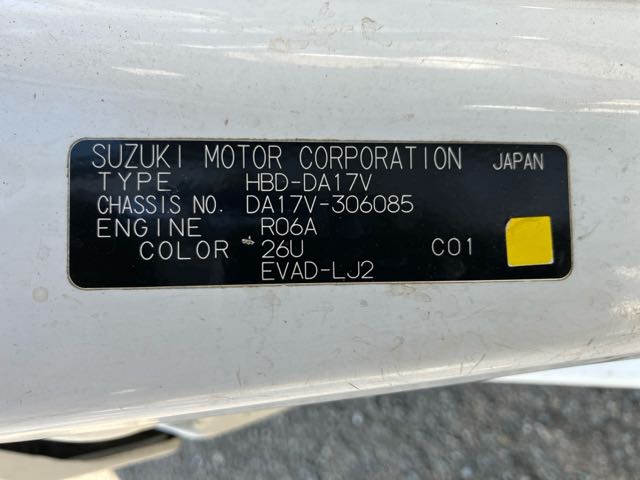 SUZUKI MOTOR CORPORATION JAPAN
TYPE HBD-DA17V
CHASSIS NO. DA17V-306085
ENGINE R06A
COLOR 26U C01
EVAD-LJ2